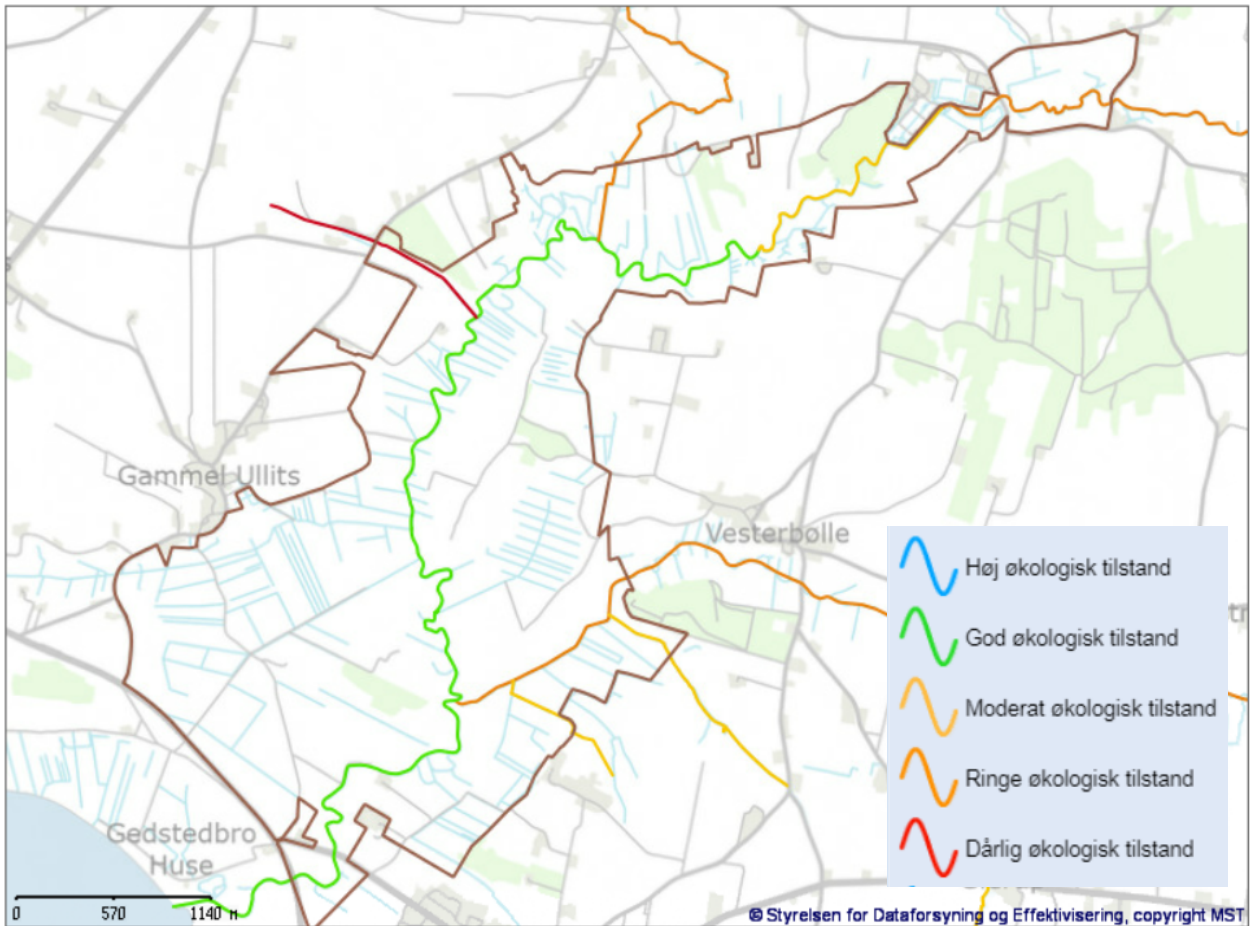 Gammel Ullits
Vesterbølle
Gedstedbro
Huse
Høj økologisk tilstand
God økologisk tilstand
Moderat økologisk tilstand
Ringe økologisk tilstand
Dårlig økologisk tilstand
0 570 1140 M
© Styrelsen for Dataforsyning og Effektivisering, copyright MST